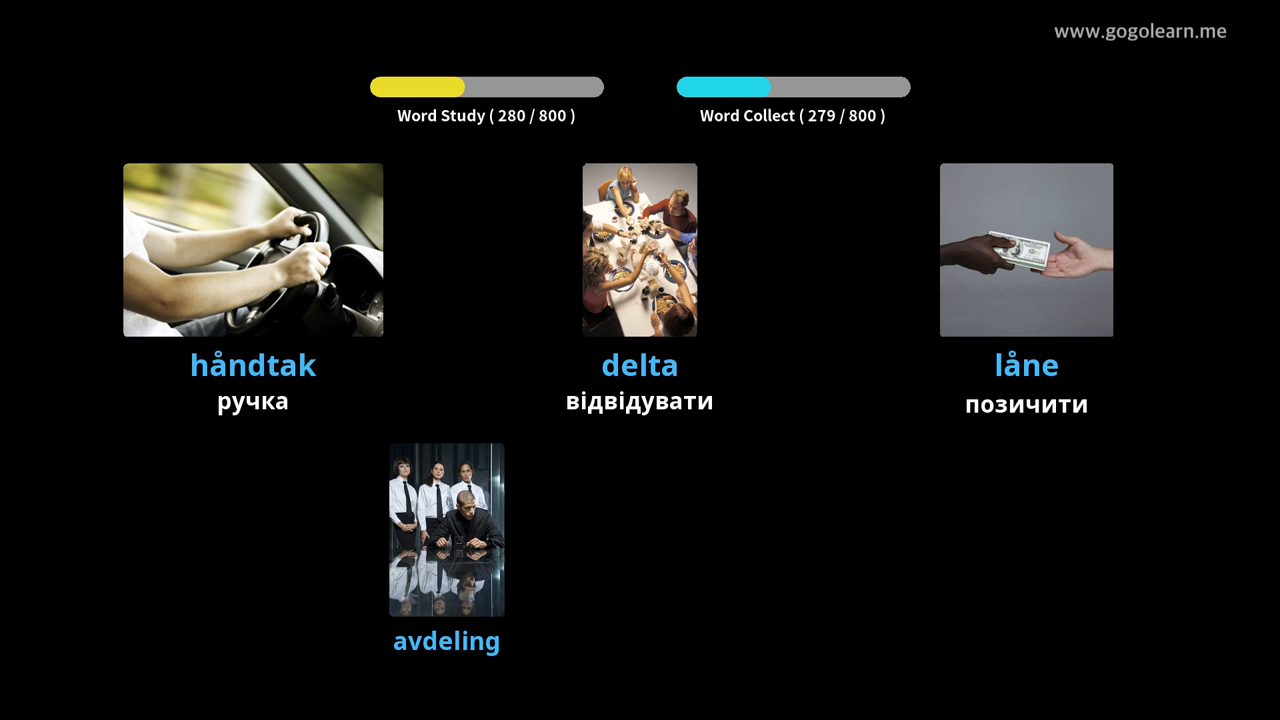 www.gogolearn.me
Word Study ( 280 / 800 )
Word Collect ( 279 / 800 )
håndtak
ручка
delta
відвідувати
låne
позичити
avdeling